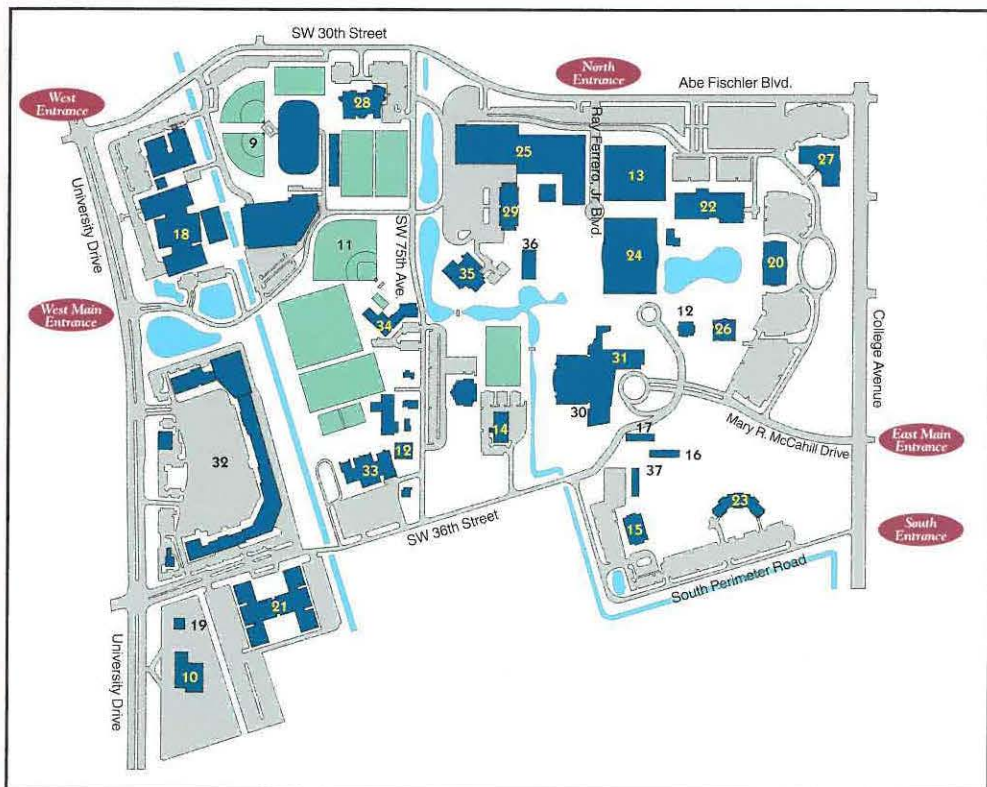 SW 30th Street
North
Entrance
Abe Fischler Blvd.
West
Entrance
28
9
25
Ray Ferrero, Jr. Blvd.
13
27
University Drive
18
29
22
11
SW 75th Ave.
36
35
24
20
West Main
Entrance
34
12
26
College Avenue
31
30
Mary R. McCahill Drive
14
17
East Main
Entrance
32
12
16
33
37
23
15
South
Entrance
SW 36th Street
South Perimeter Road
21
19
10
University Drive